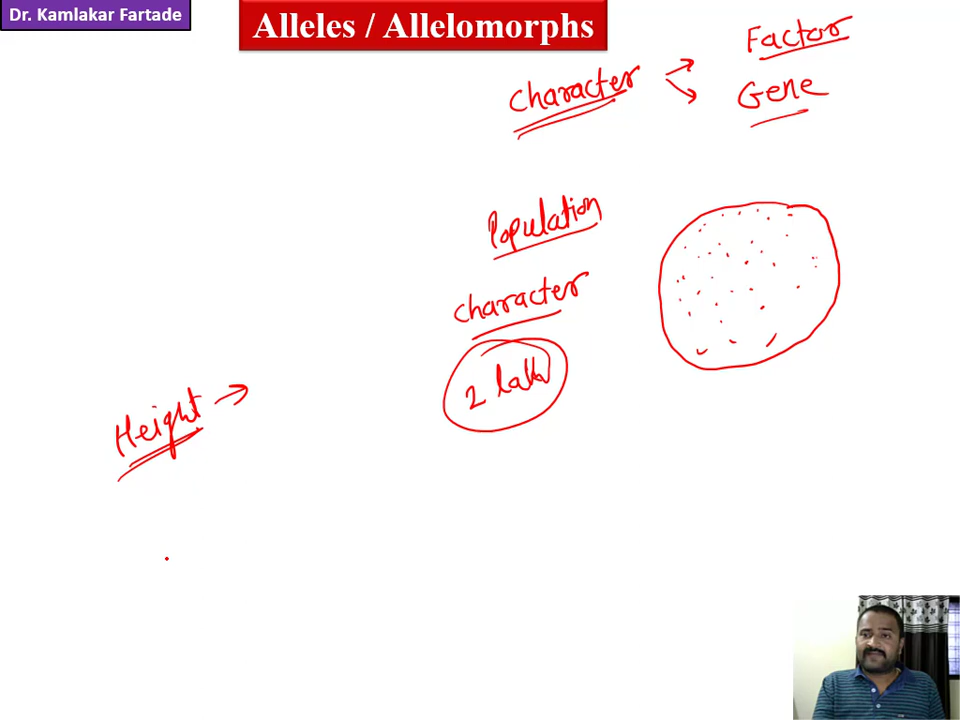 Dr. Kamlakar Fartade
Alleles / Allelomorphs
Factor
Character
Gene
Population
Character
2 lakh
Height